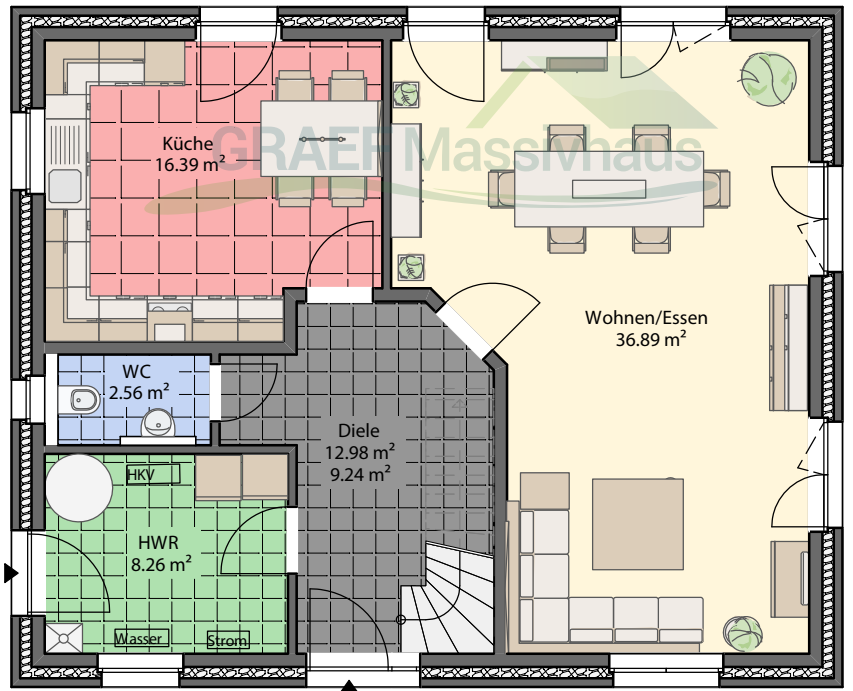 GRAEF Massivhaus
Küche
16.39 m²
Wohnen/Essen
36.89 m²
WC
2.56 m²
Diele
12.98 m²
9.24 m²
HKV
HWR
8.26 m²
Wasser
Strom